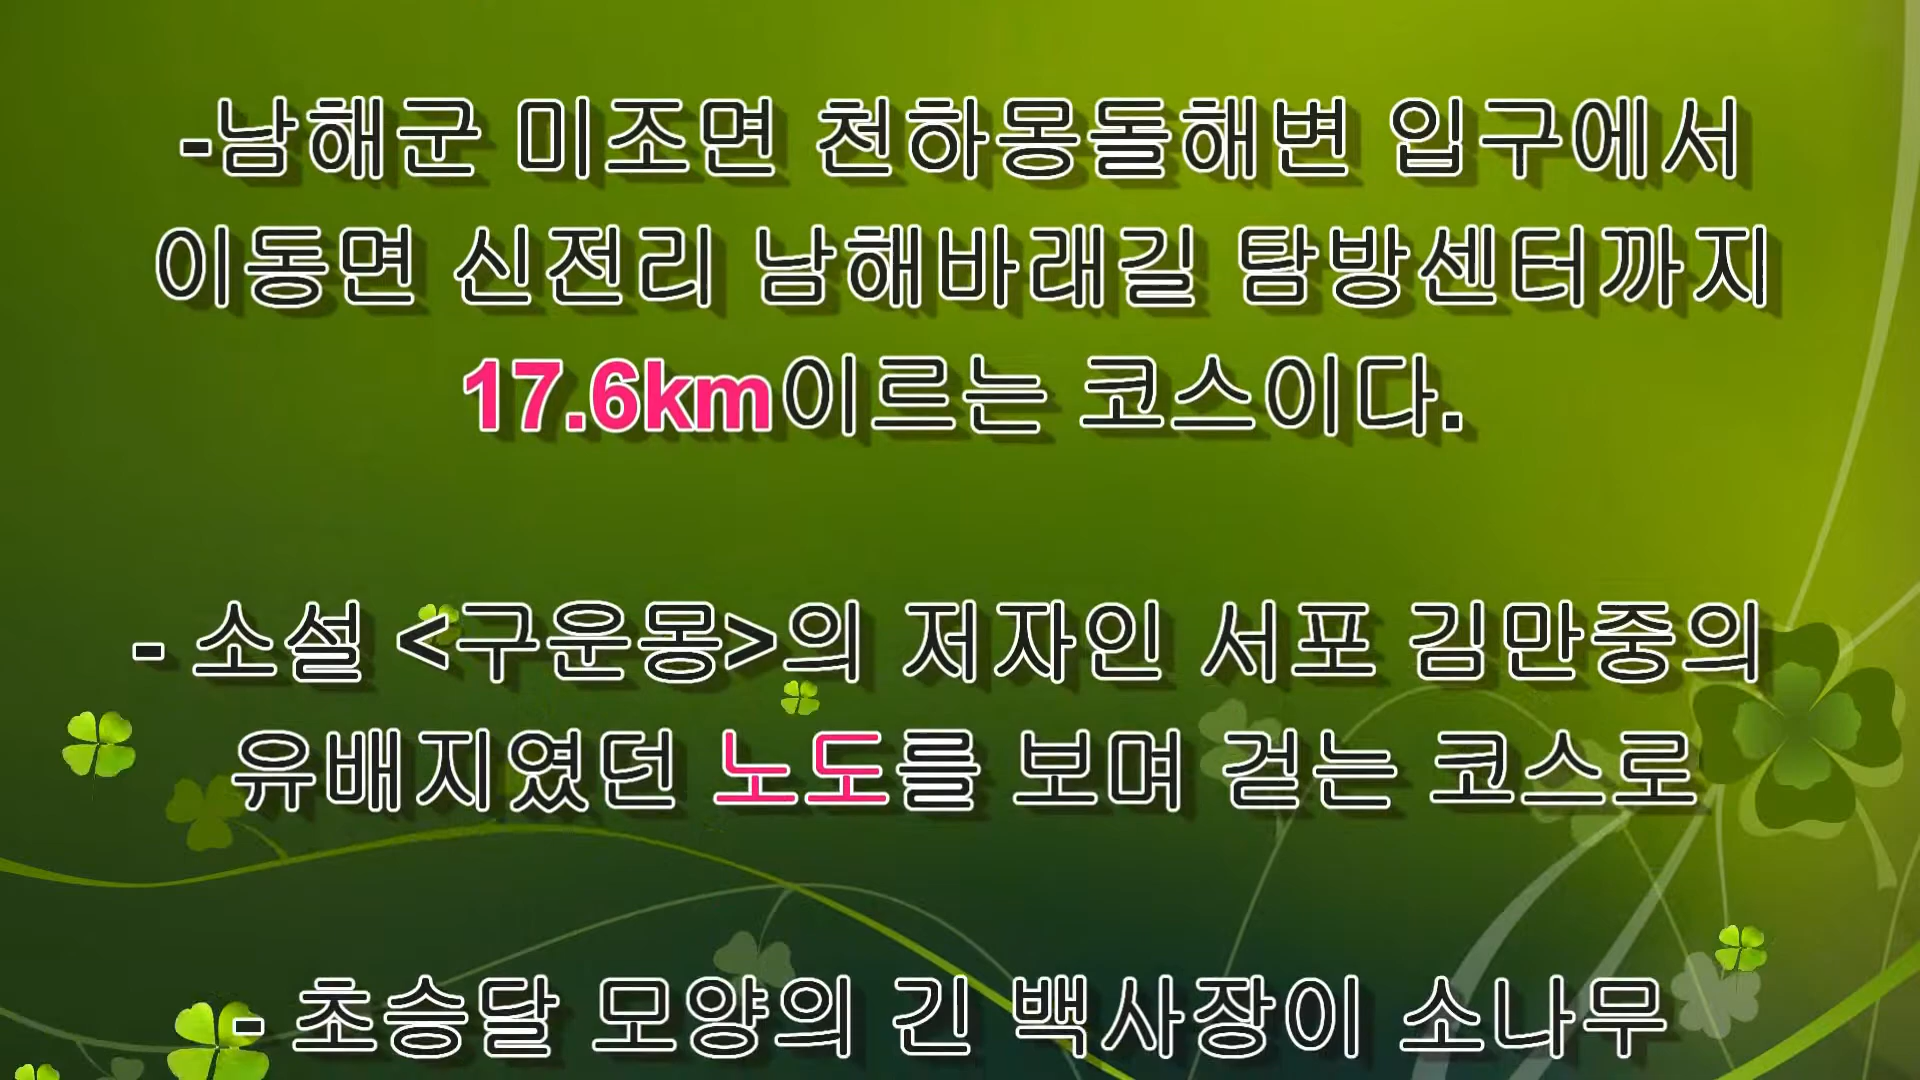 -남해군 미조면 천하몽돌해변 입구에서
이동면 신전리 남해바래길 탐방센터까지
17.6km이르는 코스이다.
- 소설 <구운몽>의 저자인 서포 김만중의
유배지였던 노도를 보며 걷는 코스로
- 초승달 모양의 긴 백사장이 소나무